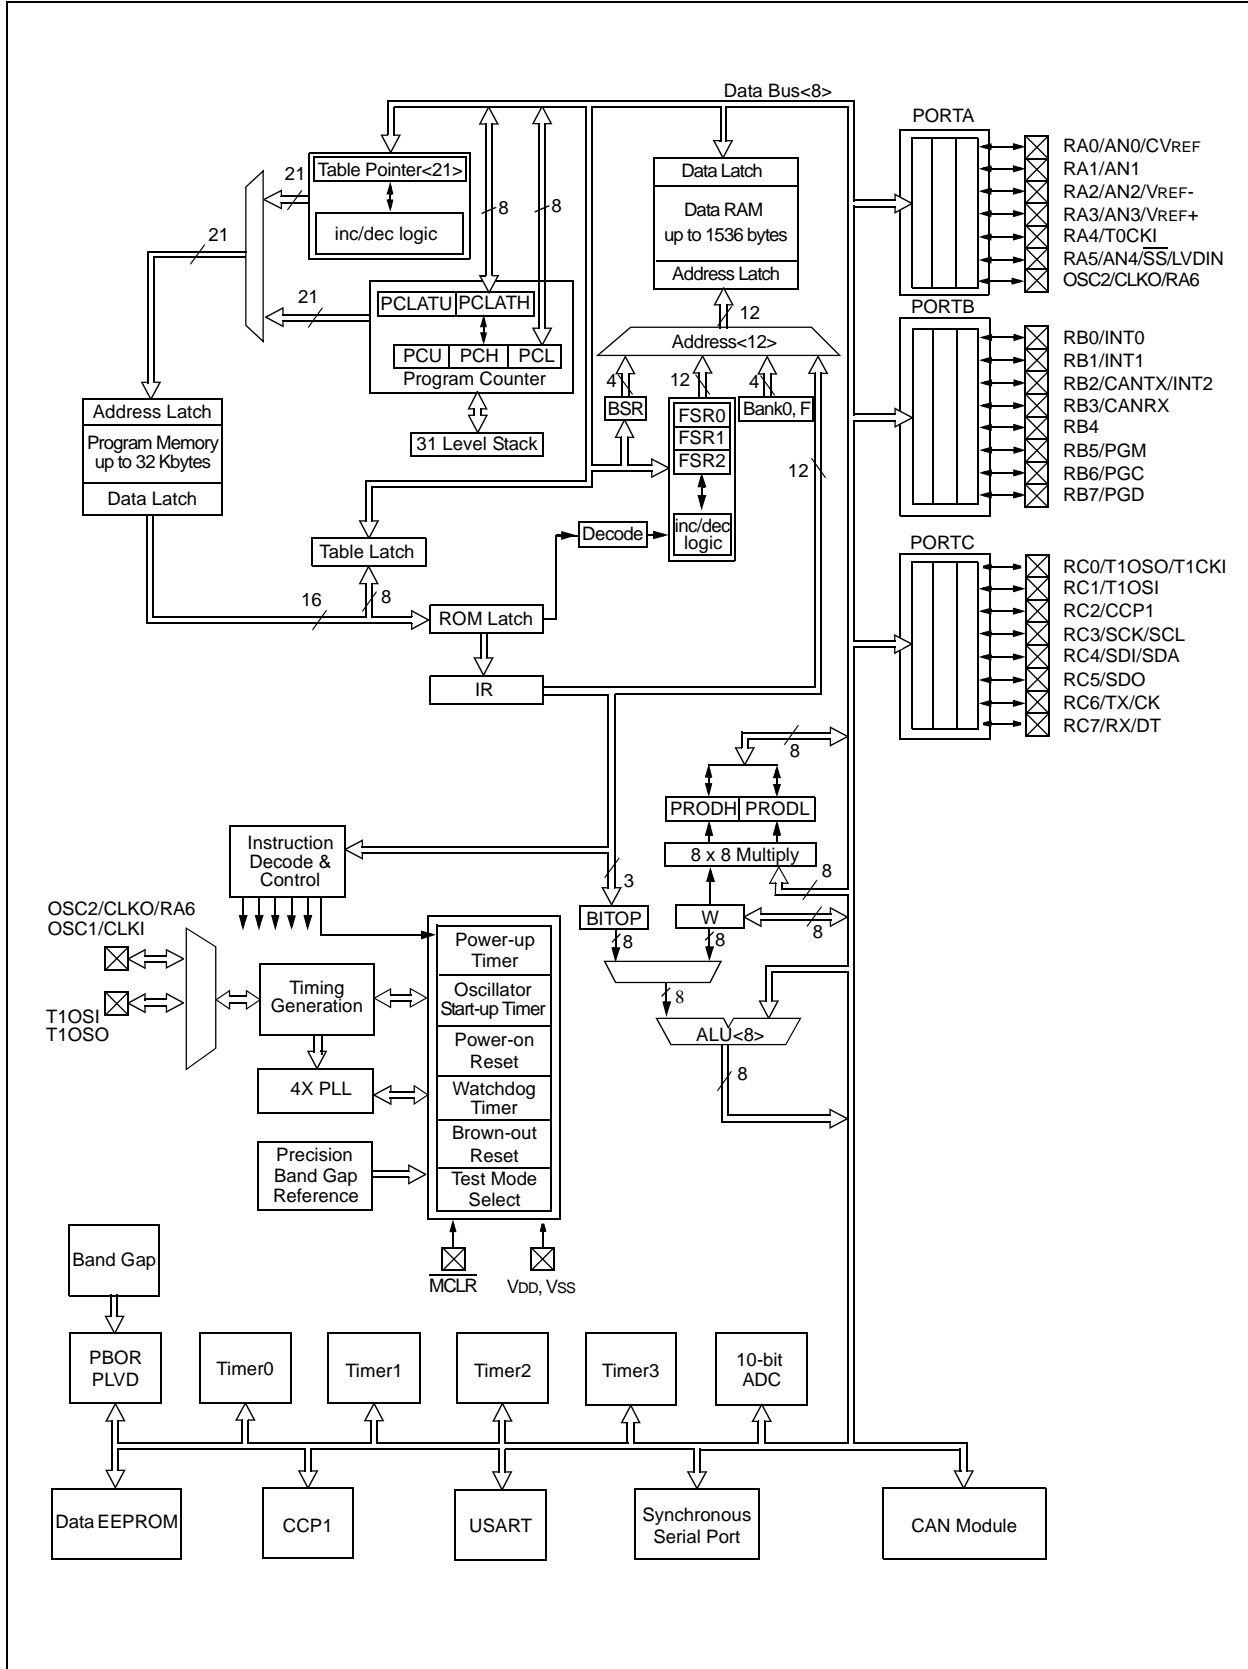 Data Bus<8>
PORTA
RA0/AN0/CVREF
RA1/AN1
RA2/AN2/VREF-
RA3/AN3/VREF+
RA4/T0CKI
RA5/AN4/SS/LVDIN
OSC2/CLKO/RA6
Table Pointer<21>
inc/dec logic
21
21
21
8
8
Data Latch
Data RAM
up to 1536 bytes
Address Latch
12
Address<12>
PCLATU PCLATH
PCU PCH PCL
Program Counter
31 Level Stack
4
12
4
BSR
FSR0
FSR1
FSR2
Bank0, F
inc/dec
logic
12
Decode
PORTB
RB0/INT0
RB1/INT1
RB2/CANTX/INT2
RB3/CANRX
RB4
RB5/PGM
RB6/PGC
RB7/PGD
Address Latch
Program Memory
up to 32 Kbytes
Data Latch
Table Latch
16
8
ROM Latch
IR
PORTC
RC0/T1OSO/T1CKI
RC1/T1OSI
RC2/CCP1
RC3/SCK/SCL
RC4/SDI/SDA
RC5/SDO
RC6/TX/CK
RC7/RX/DT
8
PRODH PRODL
8 x 8 Multiply
8
Instruction
Decode &
Control
3
BITOP
W
8
8
8
8
ALU<8>
8
OSC2/CLKO/RA6
OSC1/CLKI
T1OSI
T1OSO
Timing
Generation
4X PLL
Precision
Band Gap
Reference
Power-up
Timer
Oscillator
Start-up Timer
Power-on
Reset
Watchdog
Timer
Brown-out
Reset
Test Mode
Select
MCLR
VDD, VSS
Band Gap
PBOR
PLVD
Timer0
Timer1
Timer2
Timer3
10-bit
ADC
Data EEPROM
CCP1
USART
Synchronous
Serial Port
CAN Module